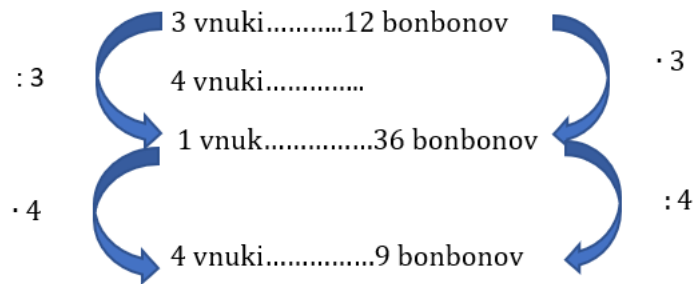 3 vnuki………..12 bonbonov
: 3
· 3
4 vnuki…………..
1 vnuk……………36 bonbonov
· 4
: 4
4 vnuki……………9 bonbonov